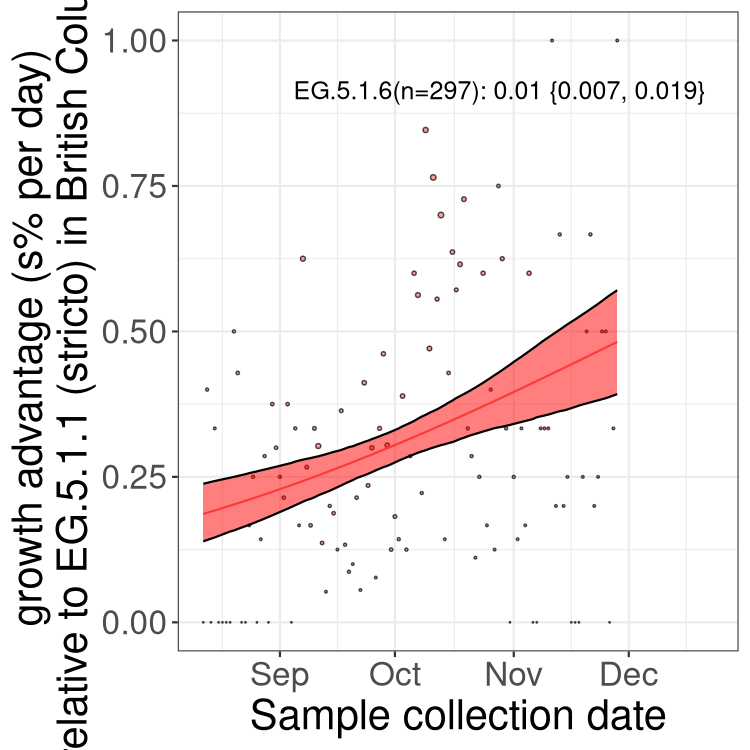 growth advantage (s% per day)
relative to EG.5.1.1 (stricto) in British
1.00
0.75
0.50
0.25
0.00
EG.5.1.6(n=297): 0.01 {0.007, 0.019}
Sep Oct Nov Dec
Sample collection date